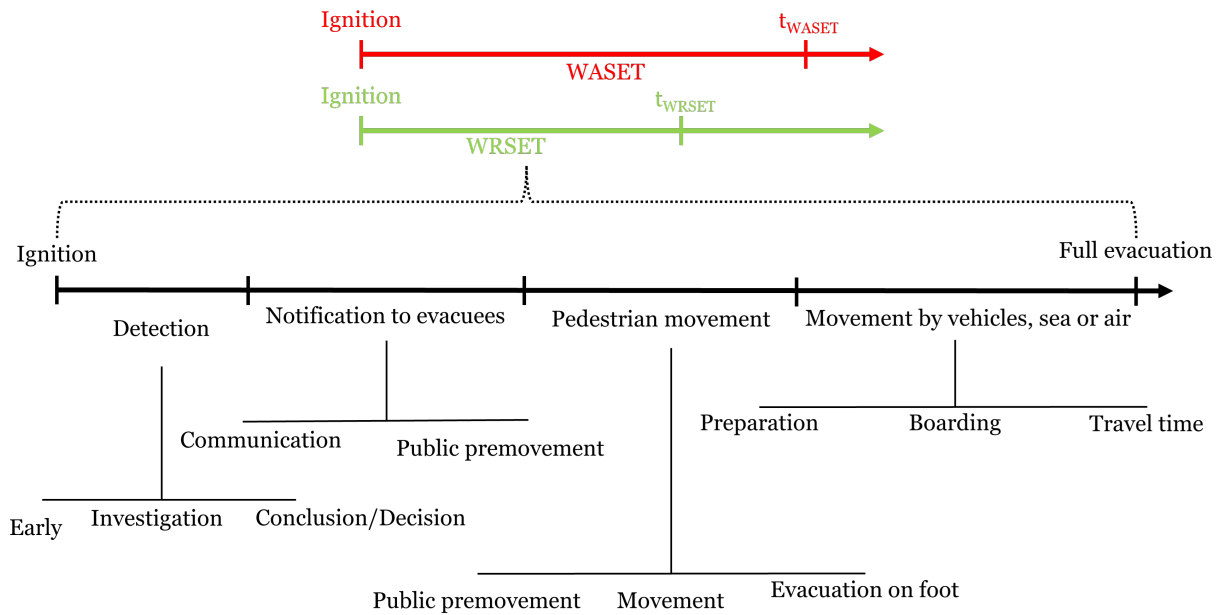 Ignition
tWASET
WASET
Ignition
tWRSET
WRSET
Ignition
Full evacuation
Detection
Notification to evacuees
Pedestrian movement
Movement by vehicles, sea or air
Communication
Public premovement
Preparation
Boarding
Travel time
Early
Investigation
Conclusion/Decision
Public premovement
Movement
Evacuation on foot